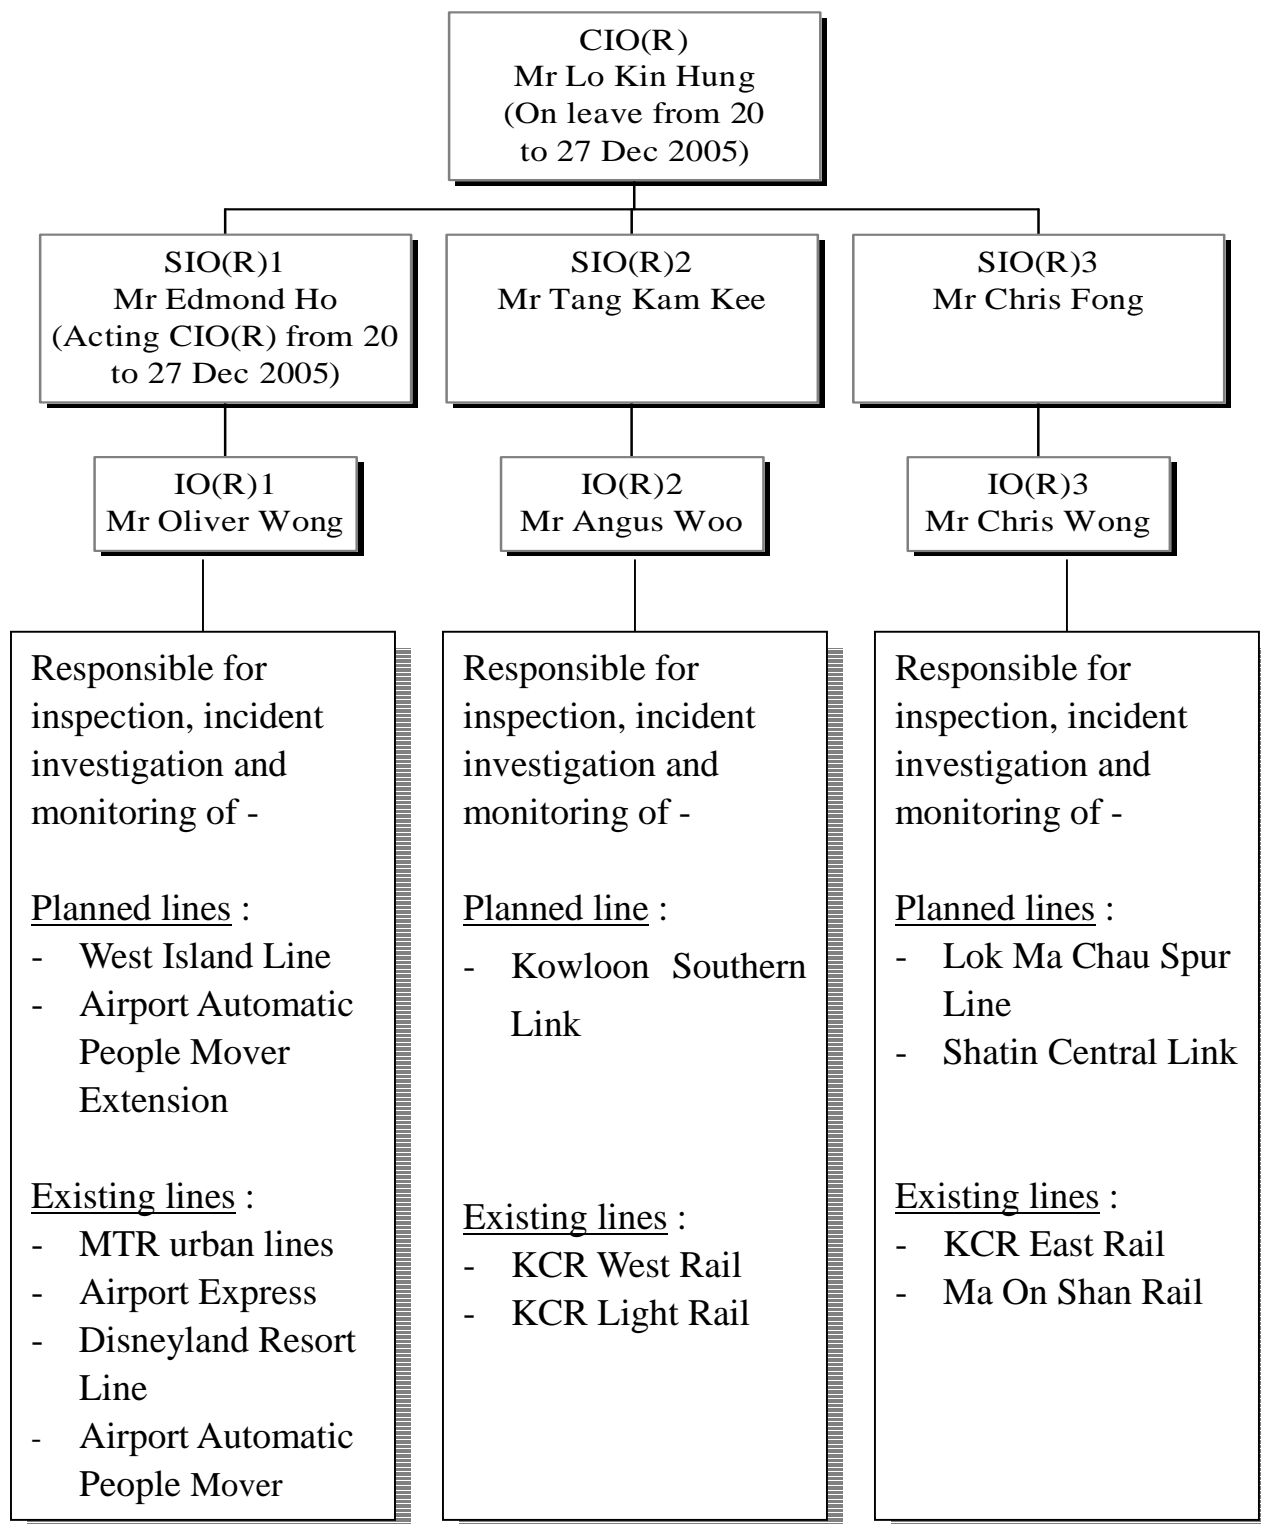 CIO(R)
Mr Lo Kin Hung
(On leave from 20
to 27 Dec 2005)
SIO(R)1
Mr Edmond Ho
(Acting CIO(R) from 20
to 27 Dec 2005)
SIO(R)2
Mr Tang Kam Kee
SIO(R)3
Mr Chris Fong
IO(R)1
Mr Oliver Wong
IO(R)2
Mr Angus Woo
IO(R)3
Mr Chris Wong
Responsible for
inspection, incident
investigation and
monitoring of -
Planned lines :
- West Island Line
- Airport Automatic
People Mover
Extension
Existing lines :
- MTR urban lines
- Airport Express
- Disneyland Resort
Line
- Airport Automatic
People Mover
Responsible for
inspection, incident
investigation and
monitoring of -
Planned line :
- Kowloon Southern
Link
Existing lines :
- KCR West Rail
- KCR Light Rail
Responsible for
inspection, incident
investigation and
monitoring of -
Planned lines :
- Lok Ma Chau Spur
Line
- Shatin Central Link
Existing lines :
- KCR East Rail
- Ma On Shan Rail